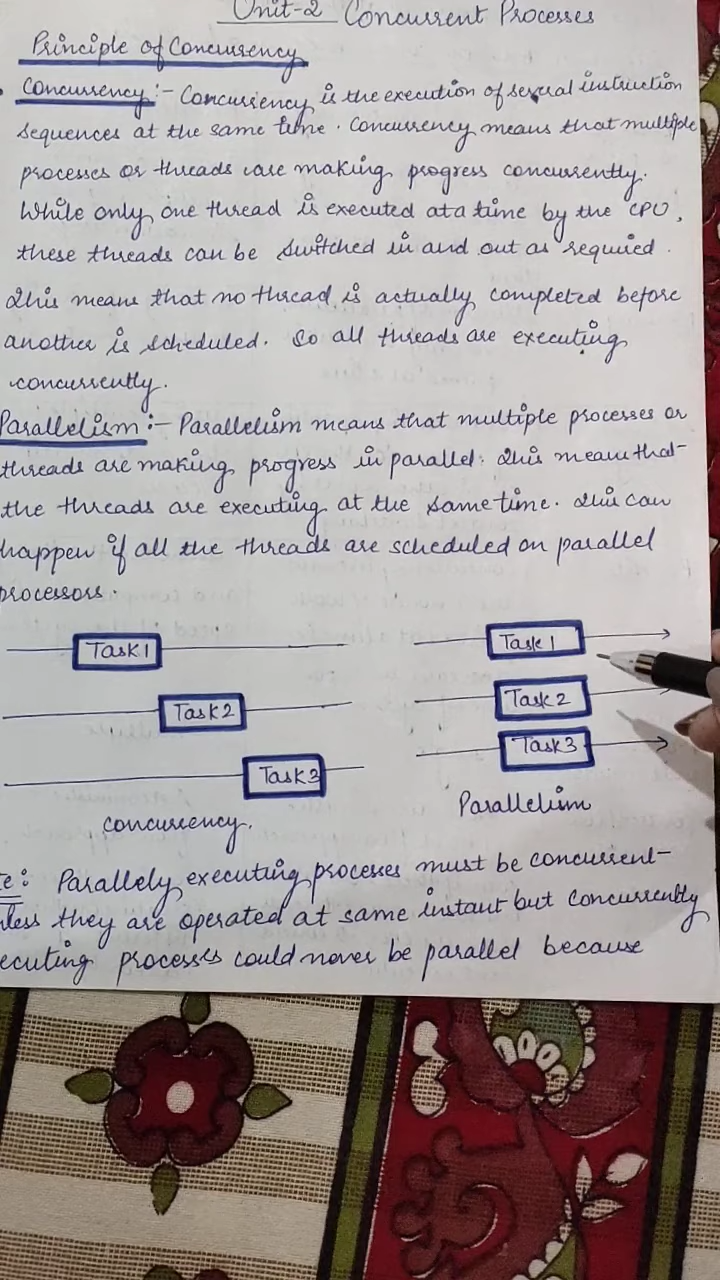 Unit-2 Concurrent Processes
Principle of Concurrency
Concurrency :- Concurrency is the execution of several instruction
sequences at the same time. Concurrency means that multiple
processes or threads are making progress concurrently.
While only one thread is executed at a time by the CPU,
these threads can be switched in and out as required.
This means that no thread is actually completed before
another is scheduled. So all threads are executing
concurrently.
Parallelism :- Parallelism means that multiple processes or
threads are making progress in parallel. This mean that
the threads are executing at the same time. This can
happen if all the threads are scheduled on parallel
processors.
Task1
Task2
Task3
concurrency.
Task1
Task2
Task3
Parallelism
te: Parallely executing processes must be concurrent
nless they are operated at same instant but concurrently
ecuting processes could never be parallel because